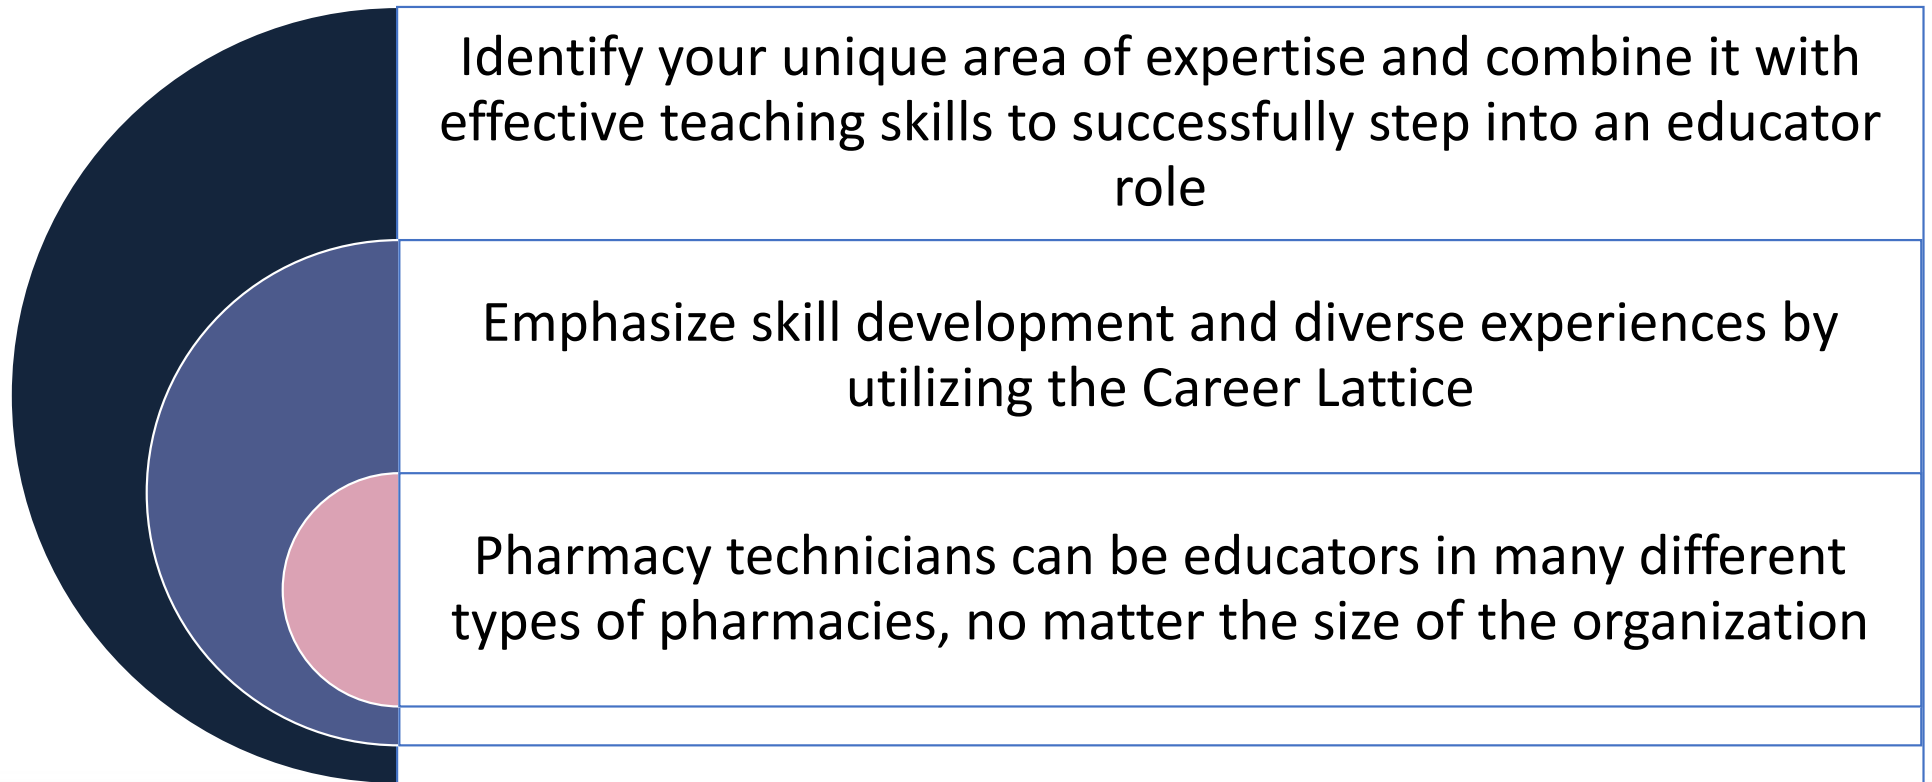 Identify your unique area of expertise and combine it with
effective teaching skills to successfully step into an educator
role
Emphasize skill development and diverse experiences by
utilizing the Career Lattice
Pharmacy technicians can be educators in many different
types of pharmacies, no matter the size of the organization